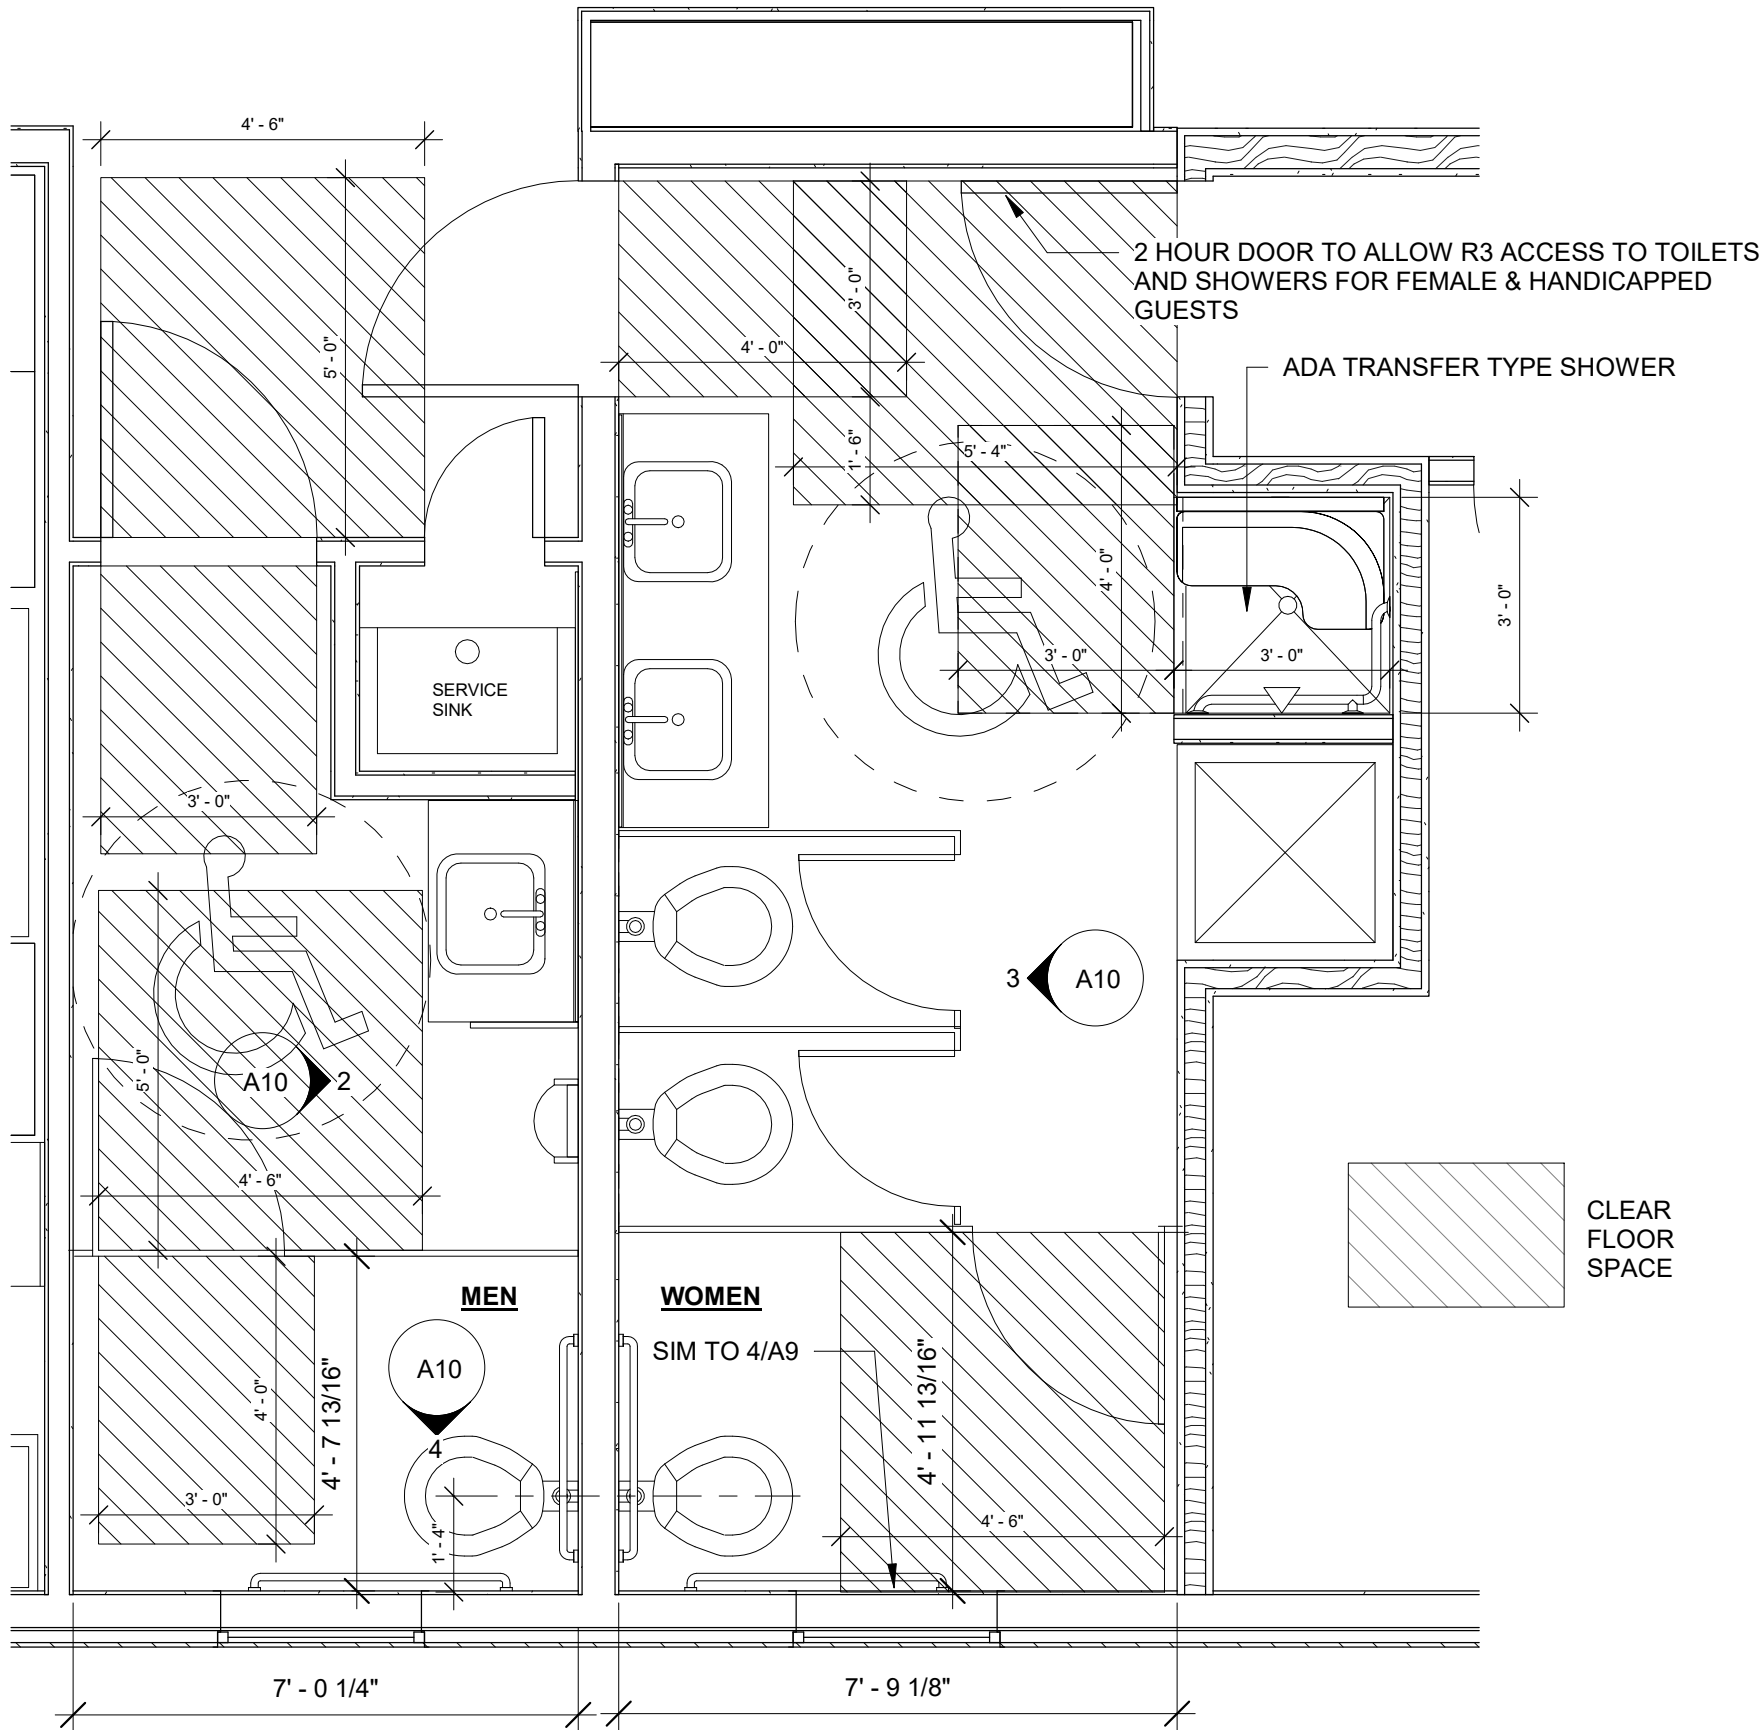 4' - 6"
5' - 0"
3' - 0"
4' - 0"
2 HOUR DOOR TO ALLOW R3 ACCESS TO TOILETS
AND SHOWERS FOR FEMALE & HANDICAPPED
GUESTS
ADA TRANSFER TYPE SHOWER
1' - 6"
5' - 4"
4' - 0"
3' - 0"
3' - 0"
3' - 0"
SERVICE
SINK
3' - 0"
3
A10
5' - 0"
A10
2
4' - 6"
CLEAR
FLOOR
SPACE
MEN
WOMEN
SIM TO 4/A9
A10
4
4' - 0"
4' - 7 13/16"
4' - 11 13/16"
3' - 0"
1' - 4"
4' - 6"
7' - 0 1/4"
7' - 9 1/8"